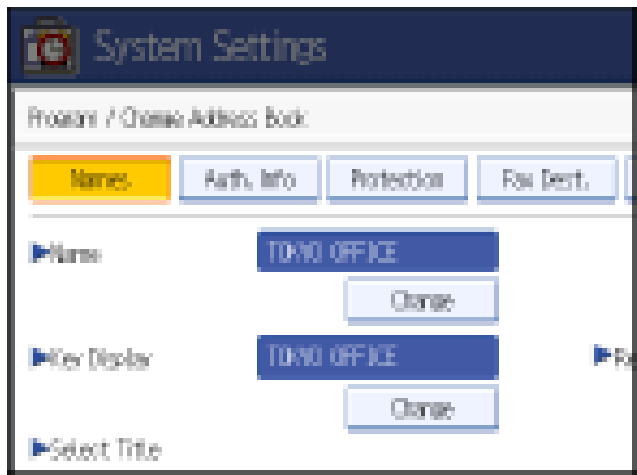 System Settings
Program / Change Address Book
Names Auth. Info Protection Fax Dest.
▶Name TOKYO OFFICE
Change
▶Key Display TOKYO OFFICE
Change
▶Select Title